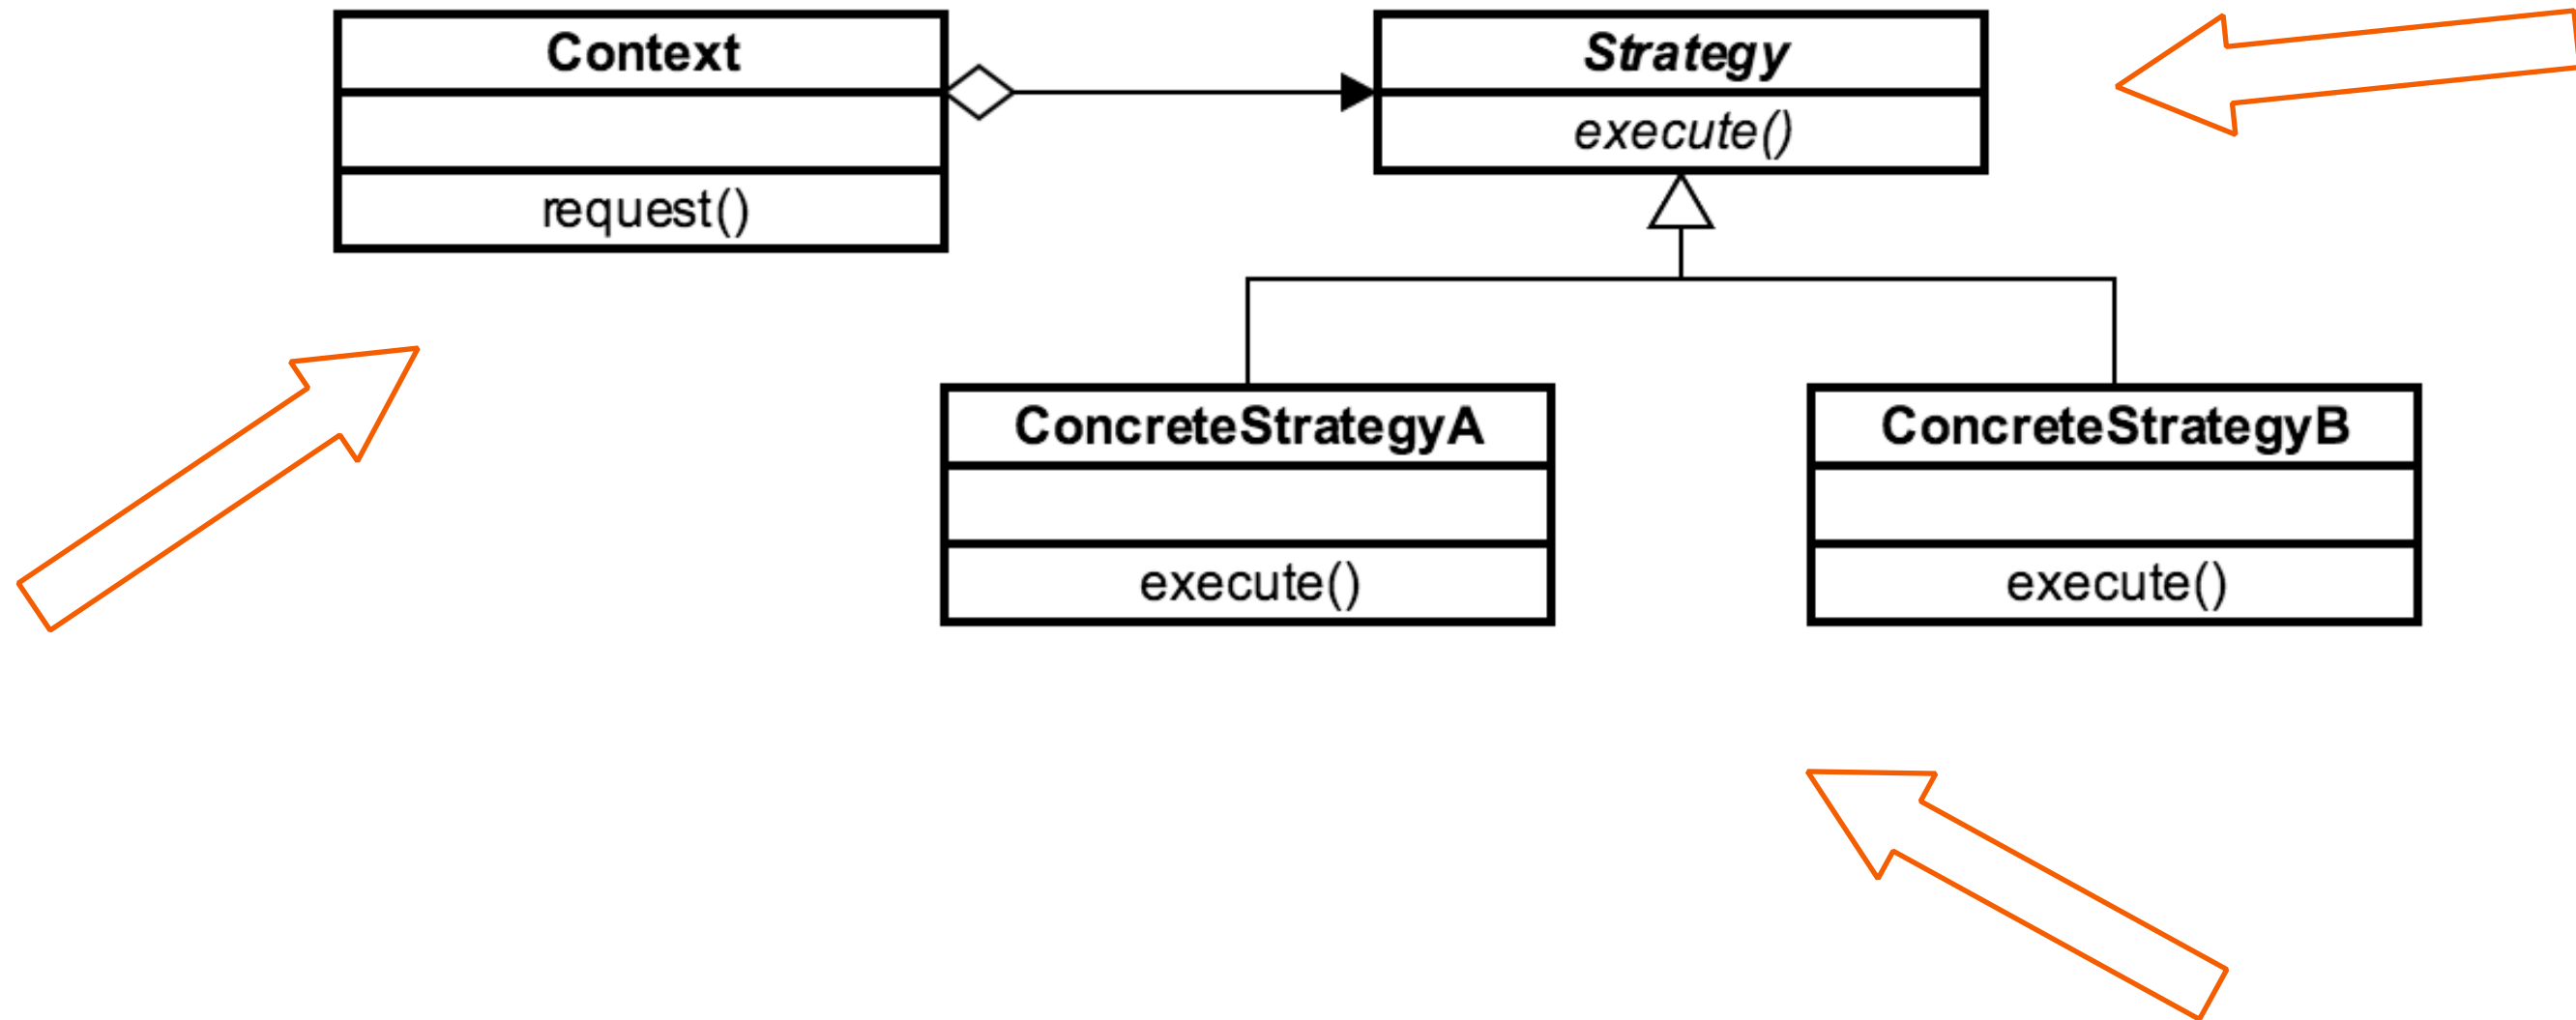 Context
request()
Strategy
execute()
ConcreteStrategyA
execute()
ConcreteStrategyB
execute()